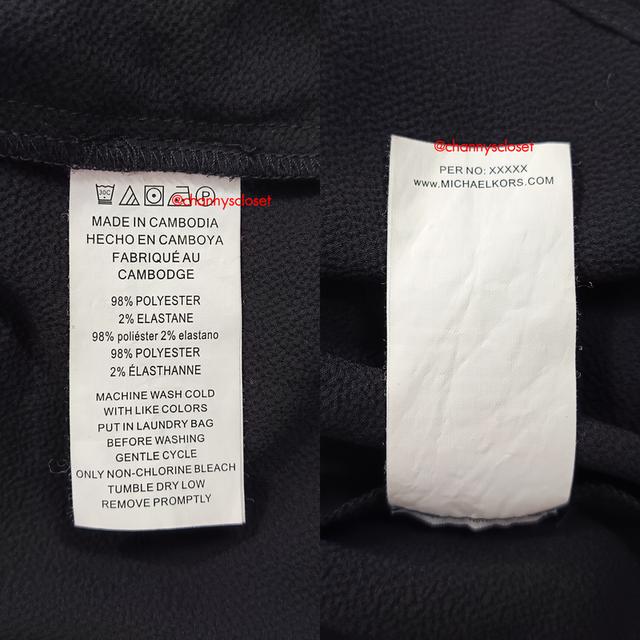 30C
@channyscloset
P
MADE IN CAMBODIA
HECHO EN CAMBOYA
FABRIQUÉ AU
CAMBODGE
98% POLYESTER
2% ELASTANE
98% poliéster 2% elastano
98% POLYESTER
2% ÉLASTHANNE
MACHINE WASH COLD
WITH LIKE COLORS
PUT IN LAUNDRY BAG
BEFORE WASHING
GENTLE CYCLE
ONLY NON-CHLORINE BLEACH
TUMBLE DRY LOW
REMOVE PROMPTLY
@channyscloset
PER NO: XXXXX
WWW.MICHAELKORS.COM